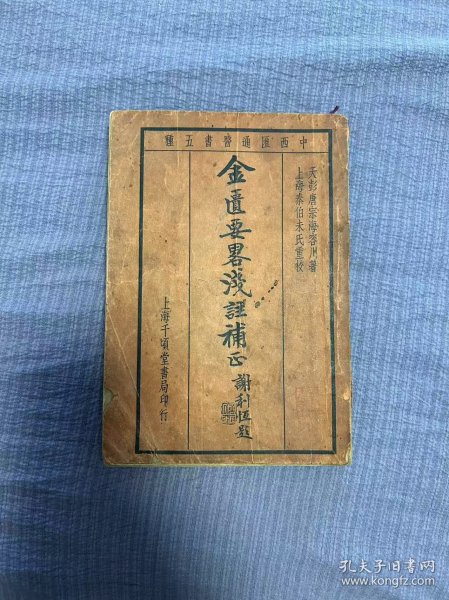 中西匯通醫書五種
天彭唐宗海容川著
上海秦伯未氏重校
金匱要畧淺註補正
謝利恆題
上海千頃堂書局印行
孔夫子旧书网
www.kongfz.com